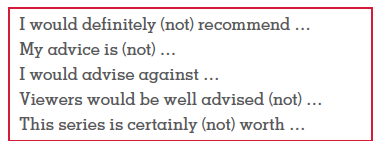 I would definitely (not) recommend ...
My advice is (not) ...
I would advise against ...
Viewers would be well advised (not) ...
This series is certainly (not) worth ...